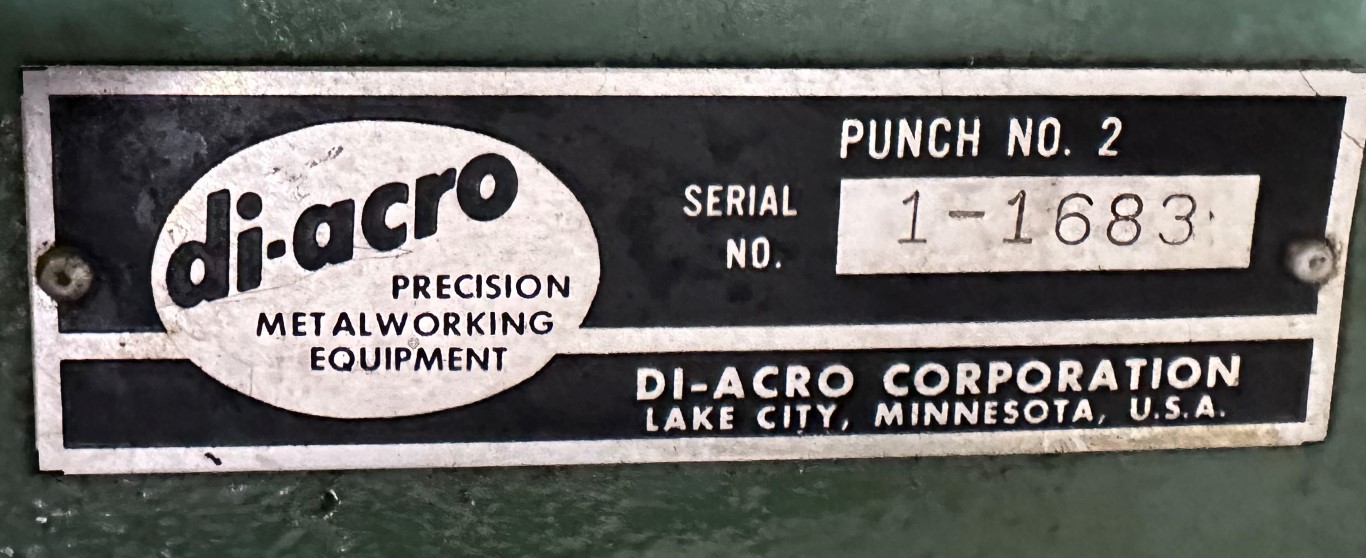 di-acro
PRECISION
METALWORKING
EQUIPMENT
PUNCH NO. 2
SERIAL
NO.
1-1683
DI-ACRO CORPORATION
LAKE CITY, MINNESOTA, U.S.A.